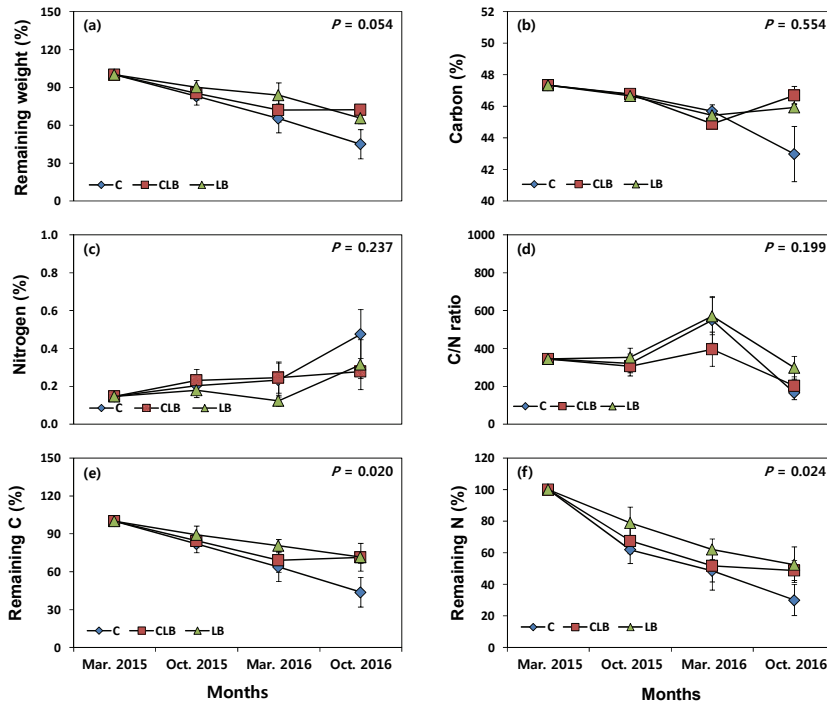 (a)
P = 0.054
Remaining weight (%)
150
120
90
60
30
0
C CLB LB
(b)
P = 0.554
Carbon (%)
52
50
48
46
44
42
40
C CLB LB
(c)
P = 0.237
Nitrogen (%)
1.0
0.8
0.6
0.4
0.2
0.0
C CLB LB
(d)
P = 0.199
C/N ratio
1000
800
600
400
200
0
C CLB LB
(e)
P = 0.020
Remaining C (%)
150
120
90
60
30
0
C CLB LB
Mar. 2015 Oct. 2015 Mar. 2016 Oct. 2016
Months
(f)
P = 0.024
Remaining N (%)
120
100
80
60
40
20
0
C CLB LB
Mar. 2015 Oct. 2015 Mar. 2016 Oct. 2016
Months